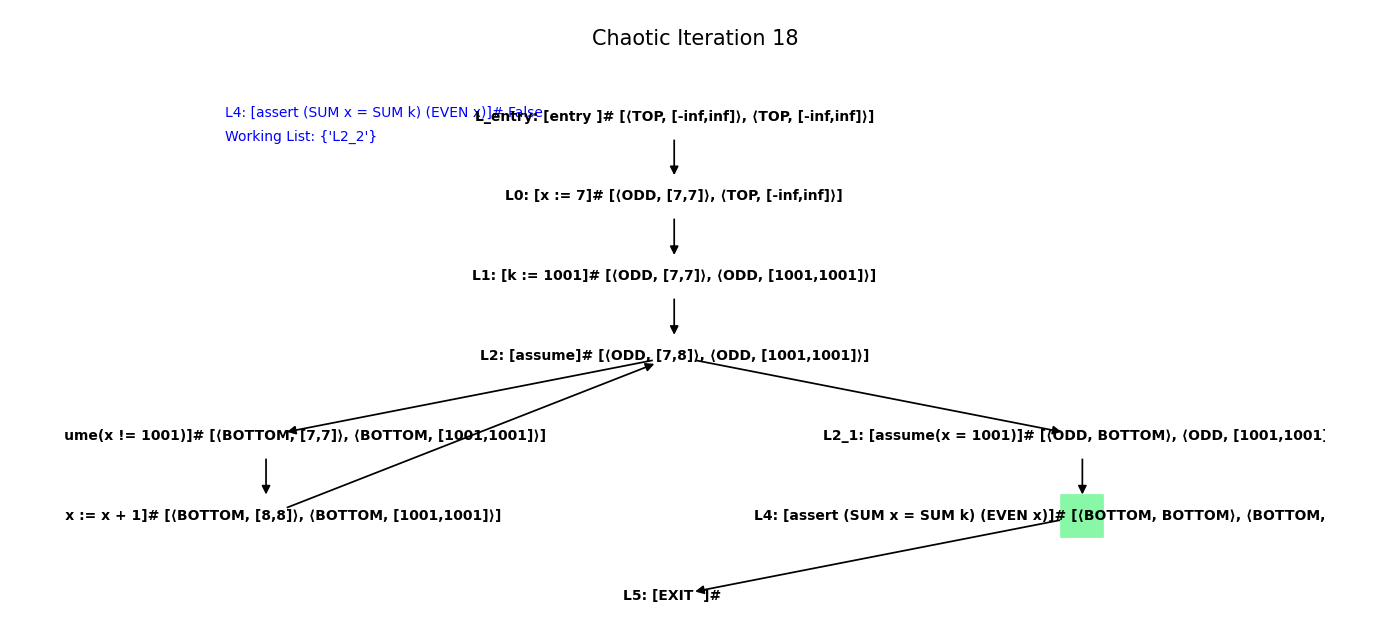 Chaotic Iteration 18
L4: [assert (SUM x = SUM k) (EVEN x)]# False
L_entry: [entry ]# [⟨TOP, [-inf,inf]⟩, ⟨TOP, [-inf,inf]⟩]
Working List: {'L2_2'}
L0: [x := 7]# [⟨ODD, [7,7]⟩, ⟨TOP, [-inf,inf]⟩]
L1: [k := 1001]# [⟨ODD, [7,7]⟩, ⟨ODD, [1001,1001]⟩]
L2: [assume]# [⟨ODD, [7,8]⟩, ⟨ODD, [1001,1001]⟩]
ume(x != 1001)]# [⟨BOTTOM, [7,7]⟩, ⟨BOTTOM, [1001,1001]⟩]
L2_1: [assume(x = 1001)]# [⟨ODD, BOTTOM⟩, ⟨ODD, [1001,1001]
x := x + 1]# [⟨BOTTOM, [8,8]⟩, ⟨BOTTOM, [1001,1001]⟩]
L4: [assert (SUM x = SUM k) (EVEN x)]# [⟨BOTTOM, BOTTOM⟩, ⟨BOTTOM,
L5: [EXIT ]#